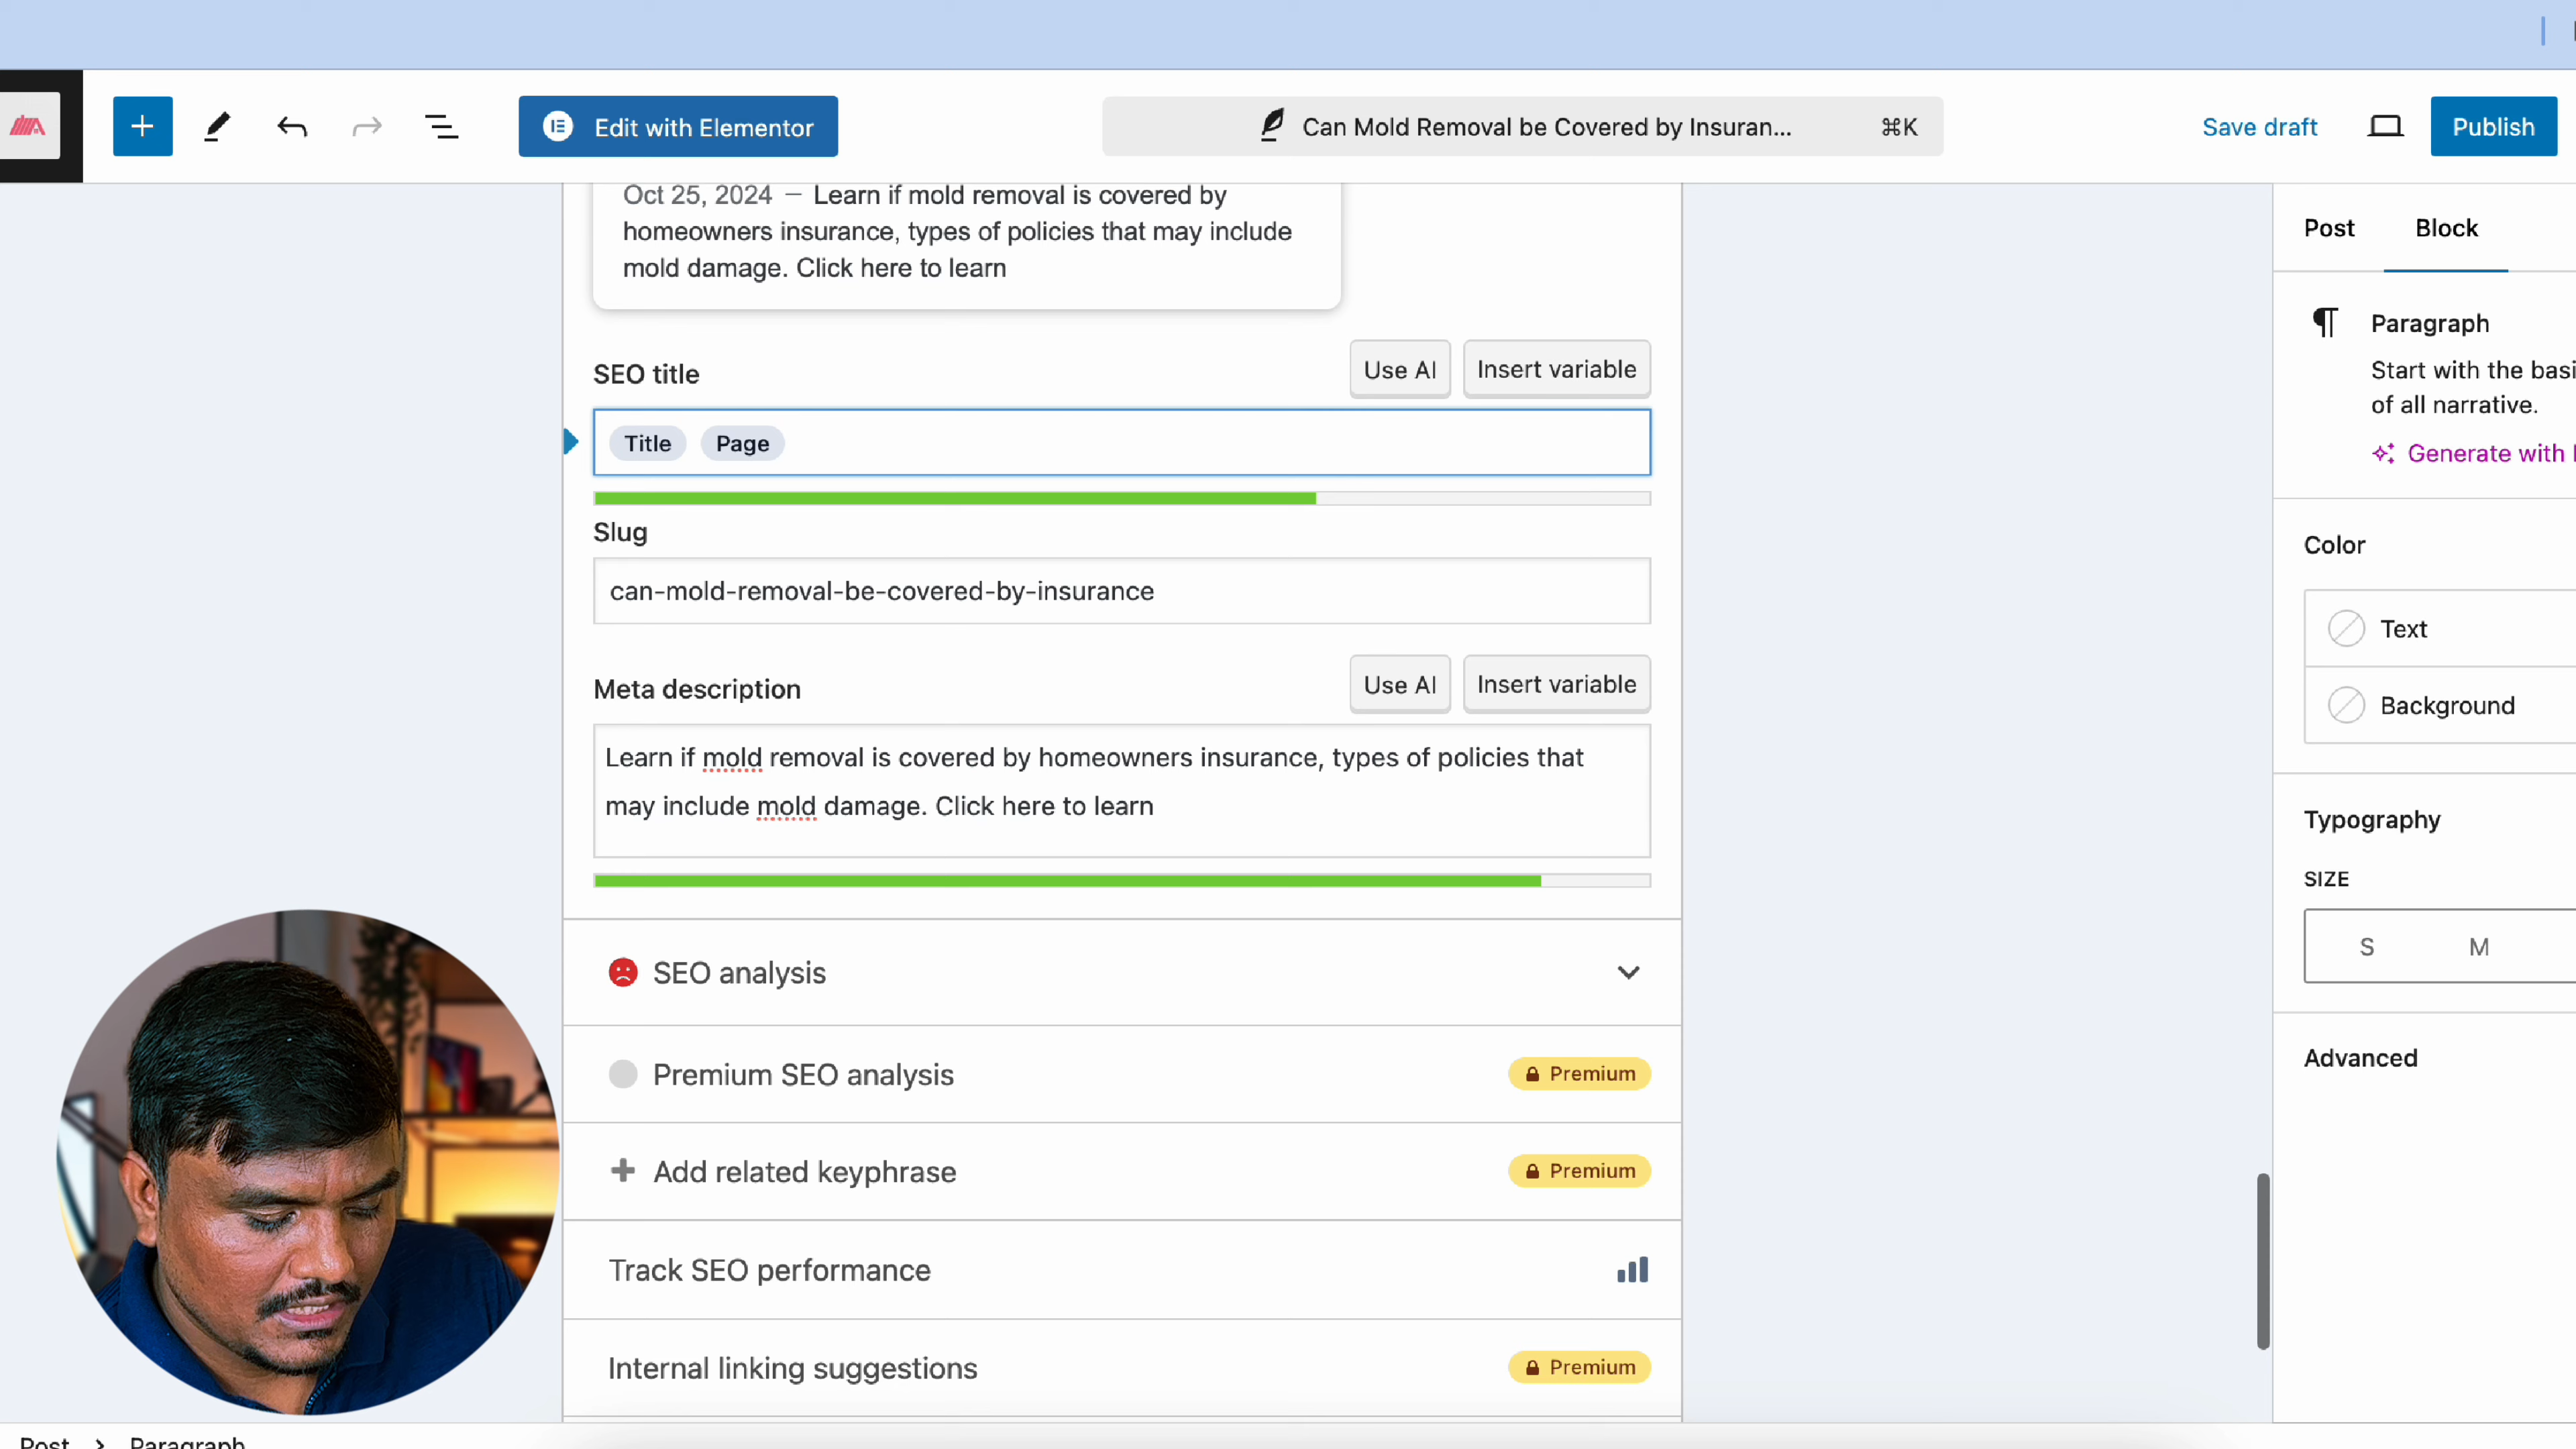 Edit with Elementor
Can Mold Removal be Covered by Insuran...
⌘K
Save draft
Publish
Oct 25, 2024 — Learn if mold removal is covered by
homeowners insurance, types of policies that may include
mold damage. Click here to learn
SEO title
Use AI
Insert variable
Title
Page
Slug
can-mold-removal-be-covered-by-insurance
Meta description
Use AI
Insert variable
Learn if mold removal is covered by homeowners insurance, types of policies that
may include mold damage. Click here to learn
SEO analysis
Premium SEO analysis
Premium
Add related keyphrase
Premium
Track SEO performance
Internal linking suggestions
Premium
Post
Block
Paragraph
Start with the basi
of all narrative.
Generate with
Color
Text
Background
Typography
SIZE
S
M
Advanced
Post > Paragraph